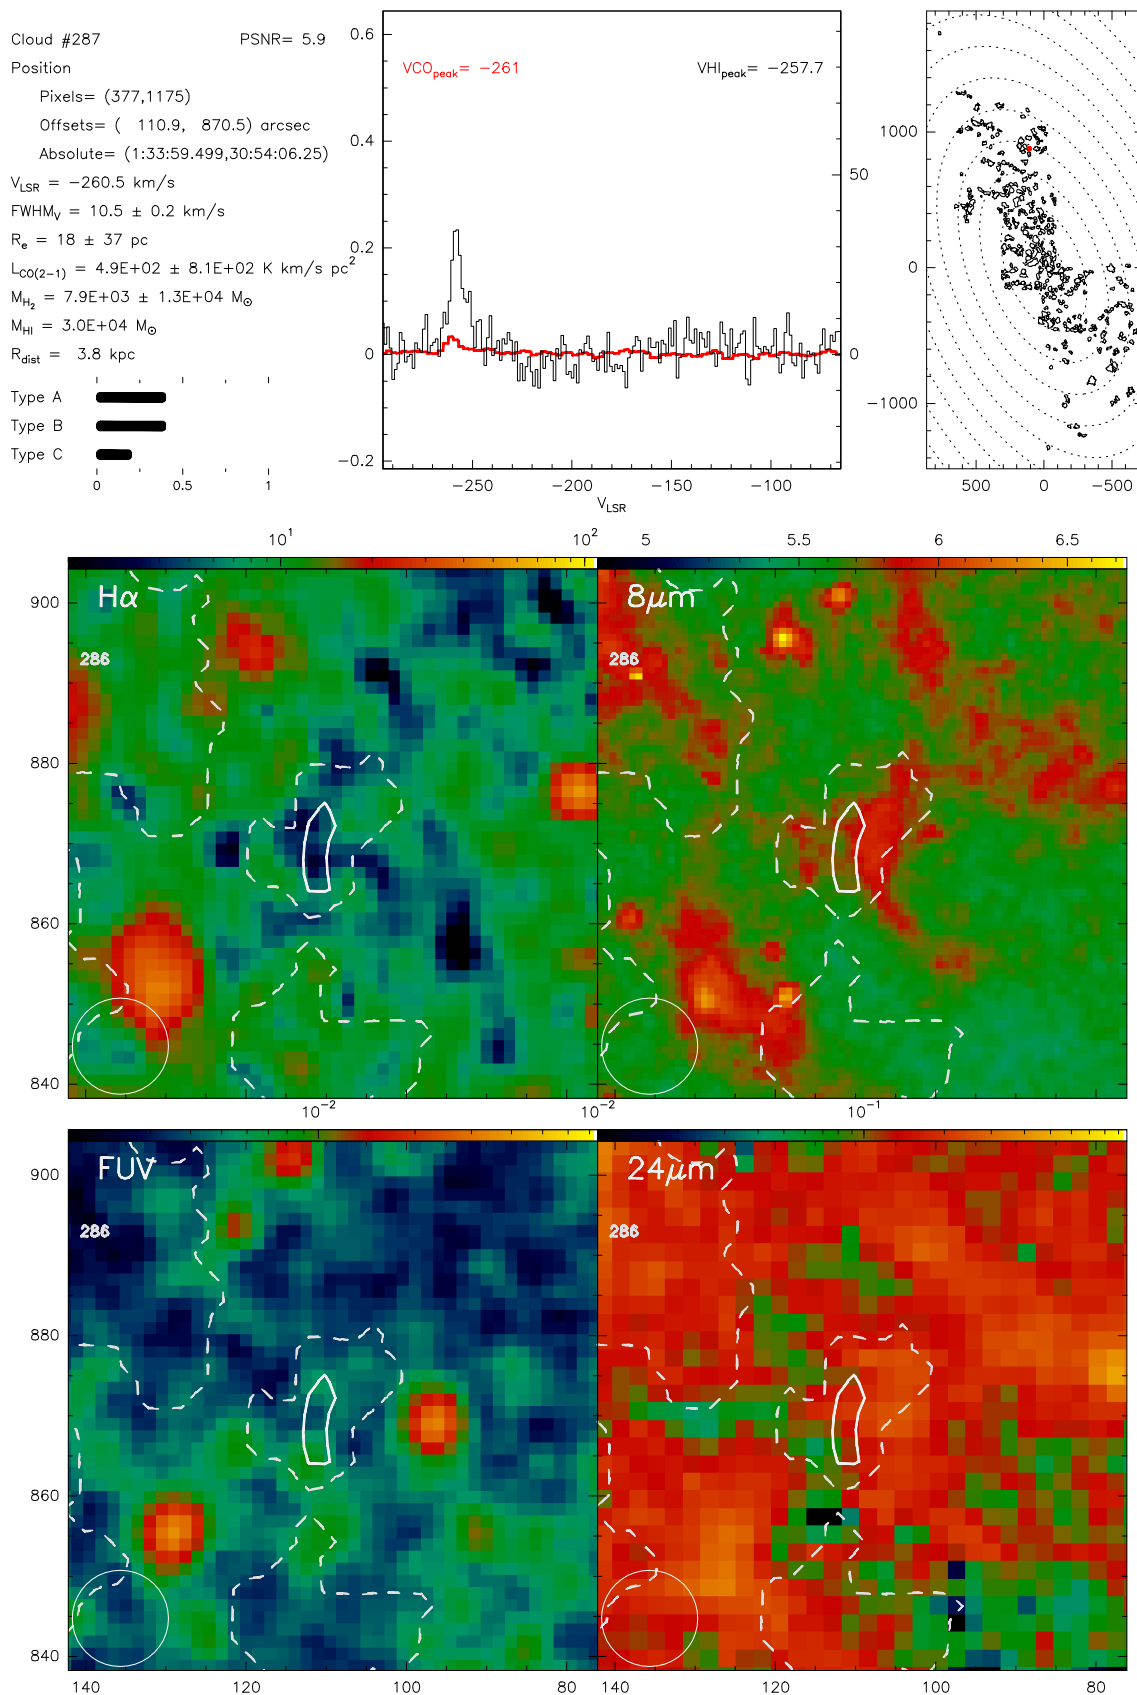 Cloud #287 PSNR= 5.9
Position
Pixels= (377,1175)
Offsets= ( 110.9, 870.5) arcsec
Absolute= (1:33:59.499,30:54:06.25)
V_LSR = −260.5 km/s
FWHM_V = 10.5 ± 0.2 km/s
R_e = 18 ± 37 pc
L_CO(2−1) = 4.9E+02 ± 8.1E+02 K km/s pc²
M_H₂ = 7.9E+03 ± 1.3E+04 M⊙
M_HI = 3.0E+04 M⊙
R_dist = 3.8 kpc
Type A
Type B
Type C
0 0.5 1
VCO_peak= −261 VHI_peak= −257.7
0.6
0.4
0.2
0
−0.2
50
0
−250 −200 −150 −100
V_LSR
1000
0
−1000
500 0 −500
10¹ 10² 5 5.5 6 6.5
Hα 8μm
900
880
860
840
286 286
10⁻² 10⁻² 10⁻¹
FUV 24μm
900
880
860
840
286 286
140 120 100 80 140 120 100 80